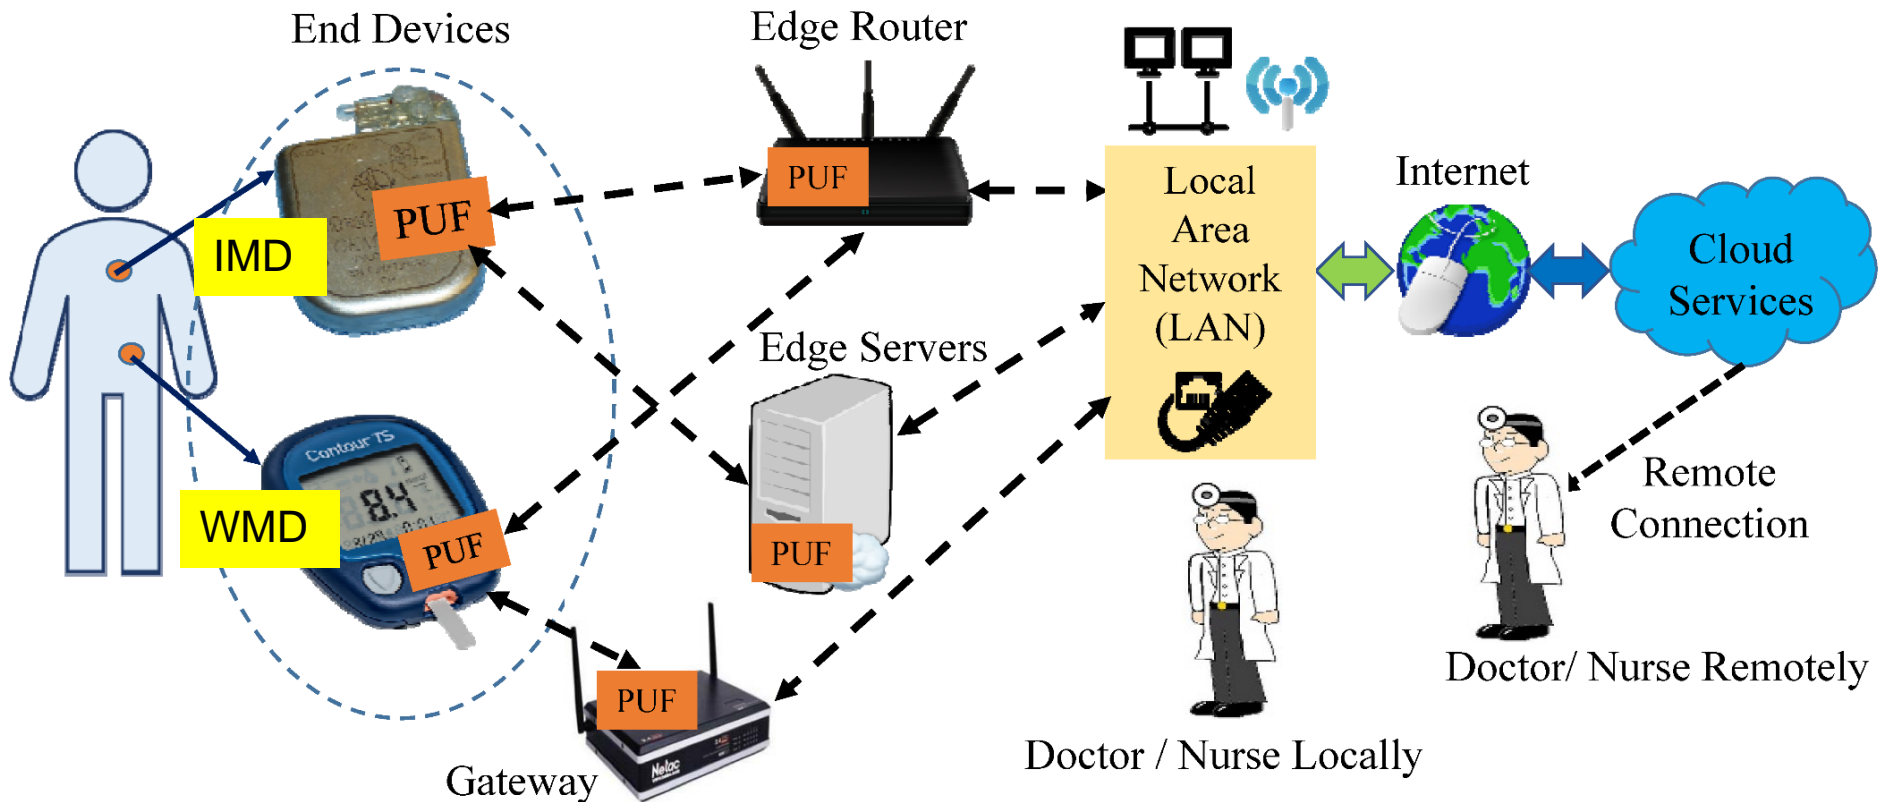 End Devices
Edge Router
PUF
IMD
PUF
Local
Area
Network
(LAN)
Internet
Cloud
Services
Edge Servers
Contour TS
8.4
WMD
PUF
PUF
Remote
Connection
PUF
Netac
Gateway
Doctor / Nurse Locally
Doctor/ Nurse Remotely